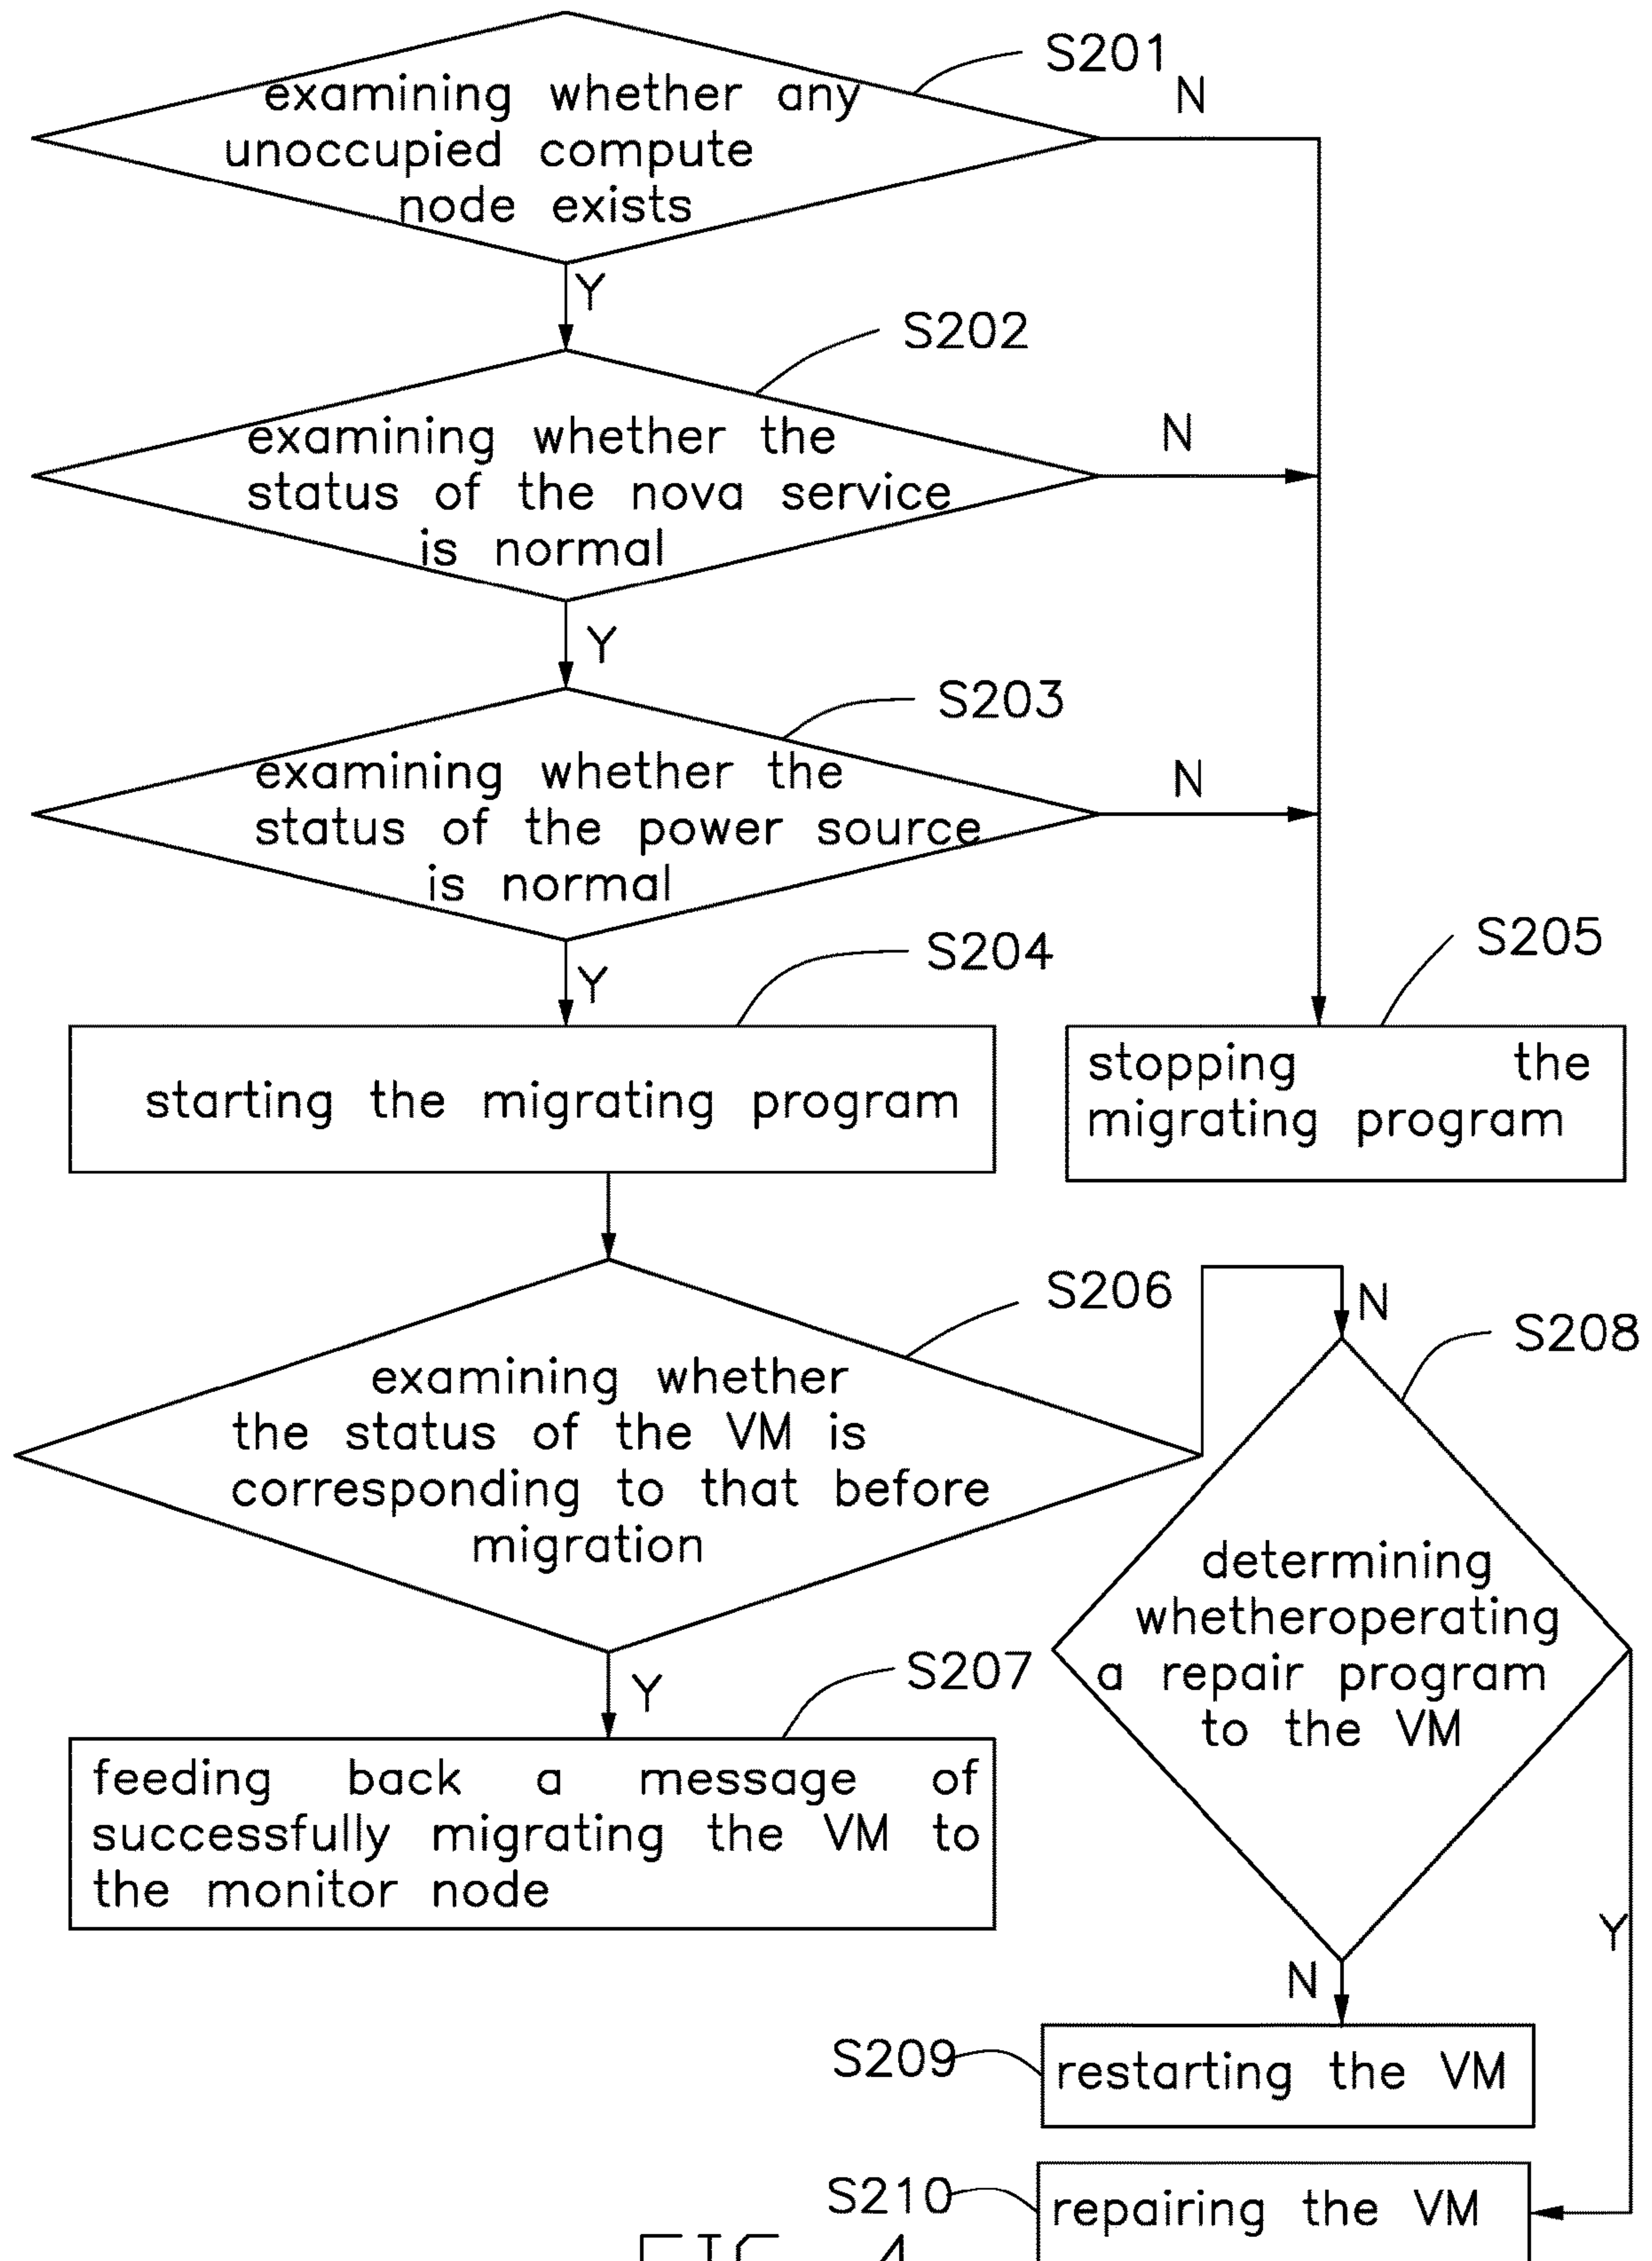 S201
N
examining whether any
unoccupied compute
node exists
Y
S202
examining whether the
status of the nova service
is normal
N
Y
S203
examining whether the
status of the power source
is normal
N
Y
S204
starting the migrating program
S205
stopping the
migrating program
S206
examining whether
the status of the VM is
corresponding to that before
migration
N
S208
determining
whetheroperating
a repair program
to the VM
Y
S207
feeding back a message of
successfully migrating the VM to
the monitor node
Y
N
S209
restarting the VM
S210
repairing the VM
FIG. 4